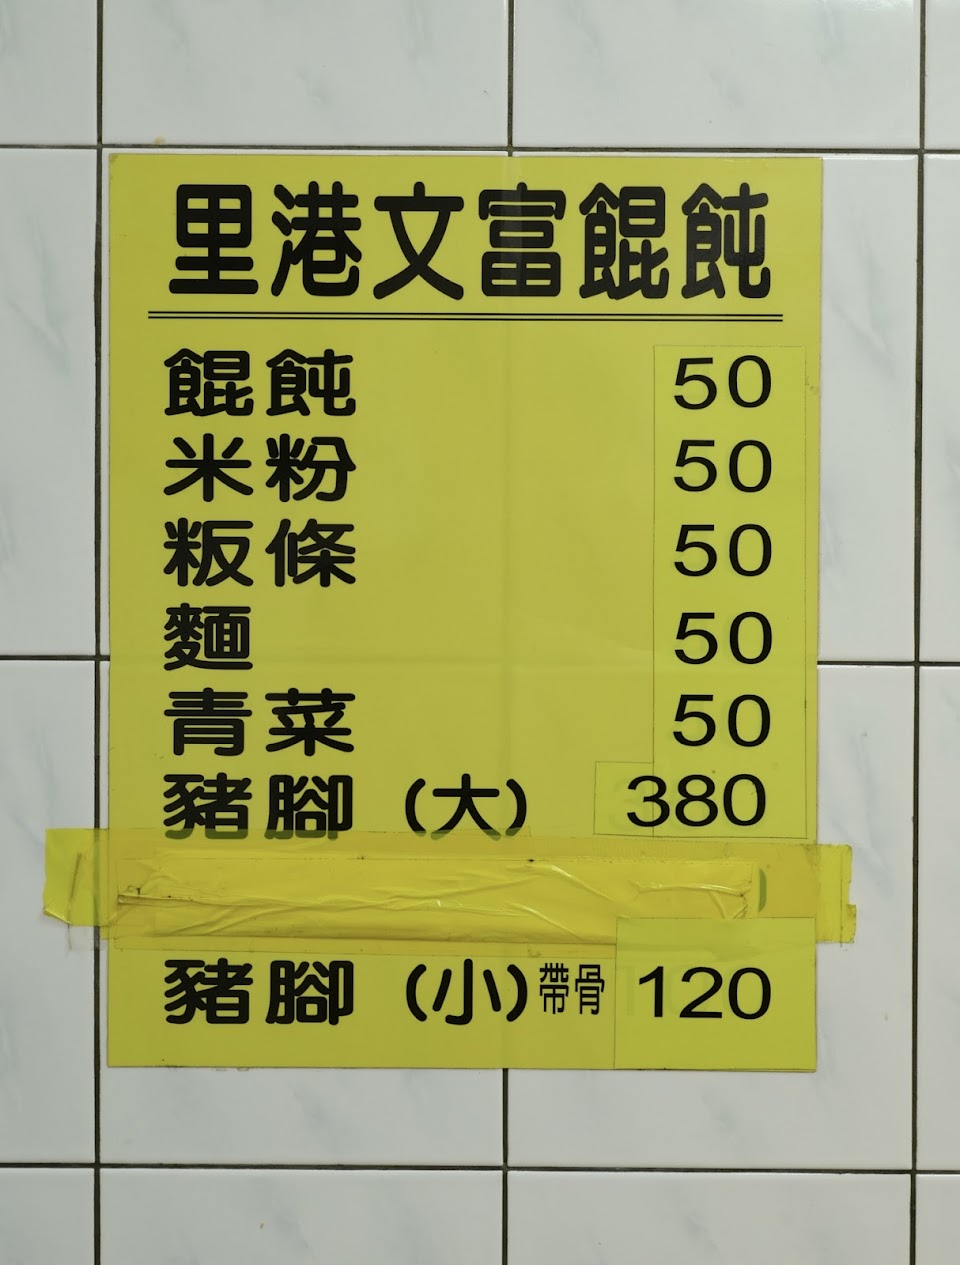 里港文富餛飩
餛飩 50
米粉 50
粄條 50
麵 50
青菜 50
豬腳（大） 380
豬腳（小）帶骨 120